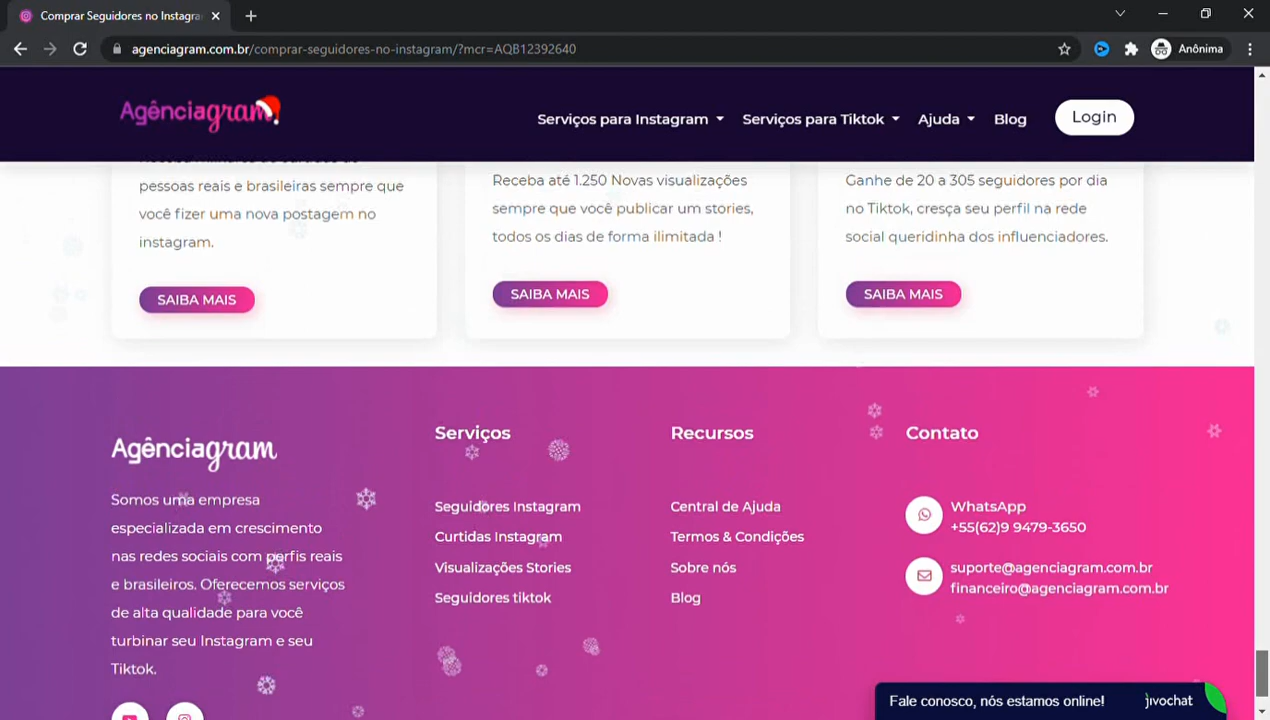 Comprar Seguidores no Instagra
agenciagram.com.br/comprar-seguidores-no-instagram/?mcr=AQB12392640
Anônima
Agênciagram
Serviços para Instagram
Serviços para Tiktok
Ajuda
Blog
Login
pessoas reais e brasileiras sempre que
você fizer uma nova postagem no
instagram.
SAIBA MAIS
Receba até 1.250 Novas visualizações
sempre que você publicar um stories,
todos os dias de forma ilimitada !
SAIBA MAIS
Ganhe de 20 a 305 seguidores por dia
no Tiktok, cresça seu perfil na rede
social queridinha dos influenciadores.
SAIBA MAIS
Agênciagram
Somos uma empresa
especializada em crescimento
nas redes sociais com perfis reais
e brasileiros. Oferecemos serviços
de alta qualidade para você
turbinar seu Instagram e seu
Tiktok.
Serviços
Seguidores Instagram
Curtidas Instagram
Visualizações Stories
Seguidores tiktok
Recursos
Central de Ajuda
Termos & Condições
Sobre nós
Blog
Contato
WhatsApp
+55(62)9 9479-3650
suporte@agenciagram.com.br
financeiro@agenciagram.com.br
Fale conosco, nós estamos online!
jivochat